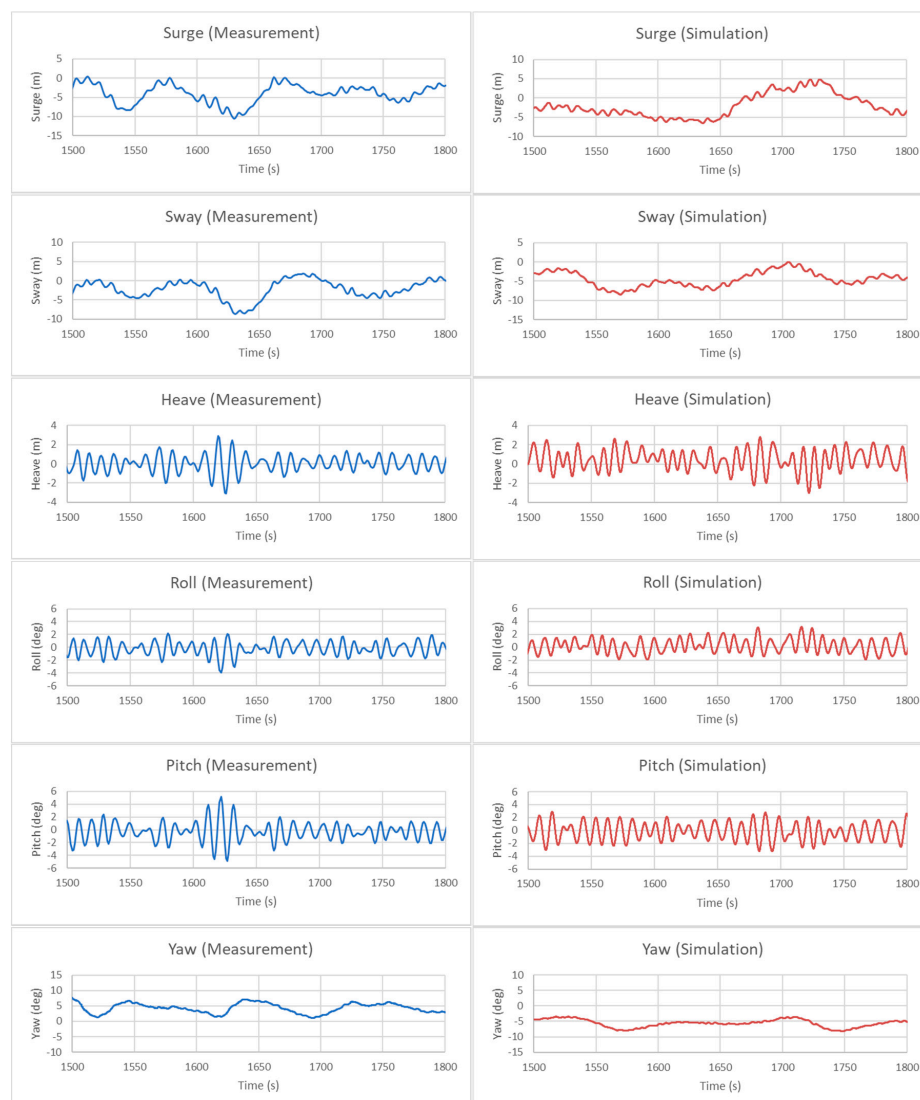 Surge (Measurement)
Surge (m)
5
0
-5
-10
-15
1500 1550 1600 1650 1700 1750 1800
Time (s)
Surge (Simulation)
Surge (m)
10
5
0
-5
-10
1500 1550 1600 1650 1700 1750 1800
Time (s)
Sway (Measurement)
Sway (m)
10
5
0
-5
-10
1500 1550 1600 1650 1700 1750 1800
Time (s)
Sway (Simulation)
Sway (m)
5
0
-5
-10
-15
1500 1550 1600 1650 1700 1750 1800
Time (s)
Heave (Measurement)
Heave (m)
4
2
0
-2
-4
1500 1550 1600 1650 1700 1750 1800
Time (s)
Heave (Simulation)
Heave (m)
4
2
0
-2
-4
1500 1550 1600 1650 1700 1750 1800
Time (s)
Roll (Measurement)
Roll (deg)
6
4
2
0
-2
-4
-6
1500 1550 1600 1650 1700 1750 1800
Time (s)
Roll (Simulation)
Roll (deg)
6
4
2
0
-2
-4
-6
1500 1550 1600 1650 1700 1750 1800
Time (s)
Pitch (Measurement)
Pitch (deg)
6
4
2
0
-2
-4
-6
1500 1550 1600 1650 1700 1750 1800
Time (s)
Pitch (Simulation)
Pitch (deg)
6
4
2
0
-2
-4
-6
1500 1550 1600 1650 1700 1750 1800
Time (s)
Yaw (Measurement)
Yaw (deg)
15
10
5
0
-5
-10
1500 1550 1600 1650 1700 1750 1800
Time (s)
Yaw (Simulation)
Yaw (deg)
10
5
0
-5
-10
-15
1500 1550 1600 1650 1700 1750 1800
Time (s)